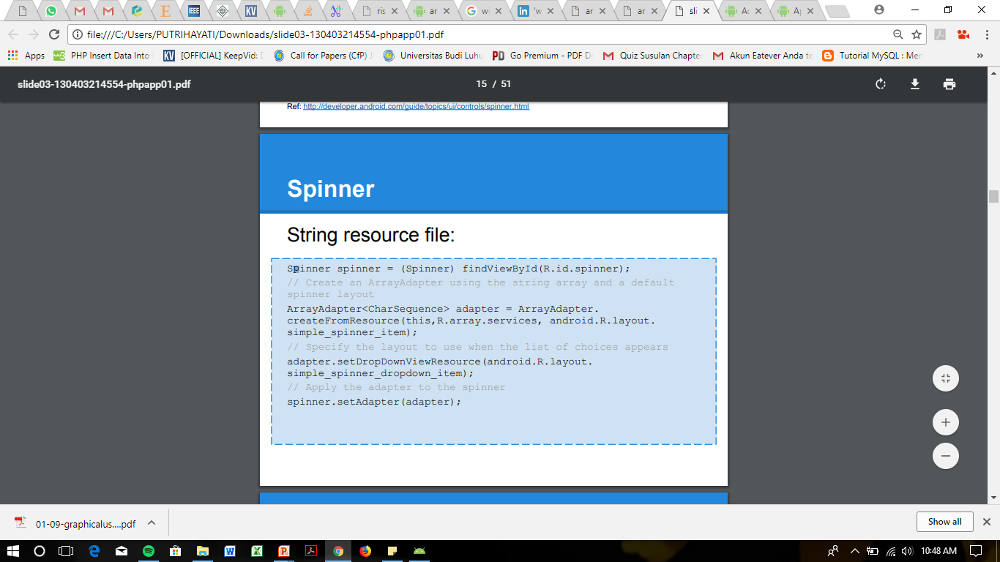 ris
ar
wi
'w
ar
ar
sli
Ac
Ap
file:///C:/Users/PUTRIHAYATI/Downloads/slide03-130403214554-phpapp01.pdf
Apps
PHP Insert Data Into
KV
[OFFICIAL] KeepVid:
Call for Papers (CfP)
Universitas Budi Luhu
PD
Go Premium - PDF
Quiz Susulan Chapter
Akun Eatever Anda te
Tutorial MySQL : Mer
slide03-130403214554-phpapp01.pdf
15 / 51
Ref: http://developer.android.com/guide/topics/ui/controls/spinner.html
Spinner
String resource file:
Spinner spinner = (Spinner) findViewById(R.id.spinner);
// Create an ArrayAdapter using the string array and a default
spinner layout
ArrayAdapter<CharSequence> adapter = ArrayAdapter.
createFromResource(this,R.array.services, android.R.layout.
simple_spinner_item);
// Specify the layout to use when the list of choices appears
adapter.setDropDownViewResource(android.R.layout.
simple_spinner_dropdown_item);
// Apply the adapter to the spinner
spinner.setAdapter(adapter);
01-09-graphicalus....pdf
Show all
10:48 AM